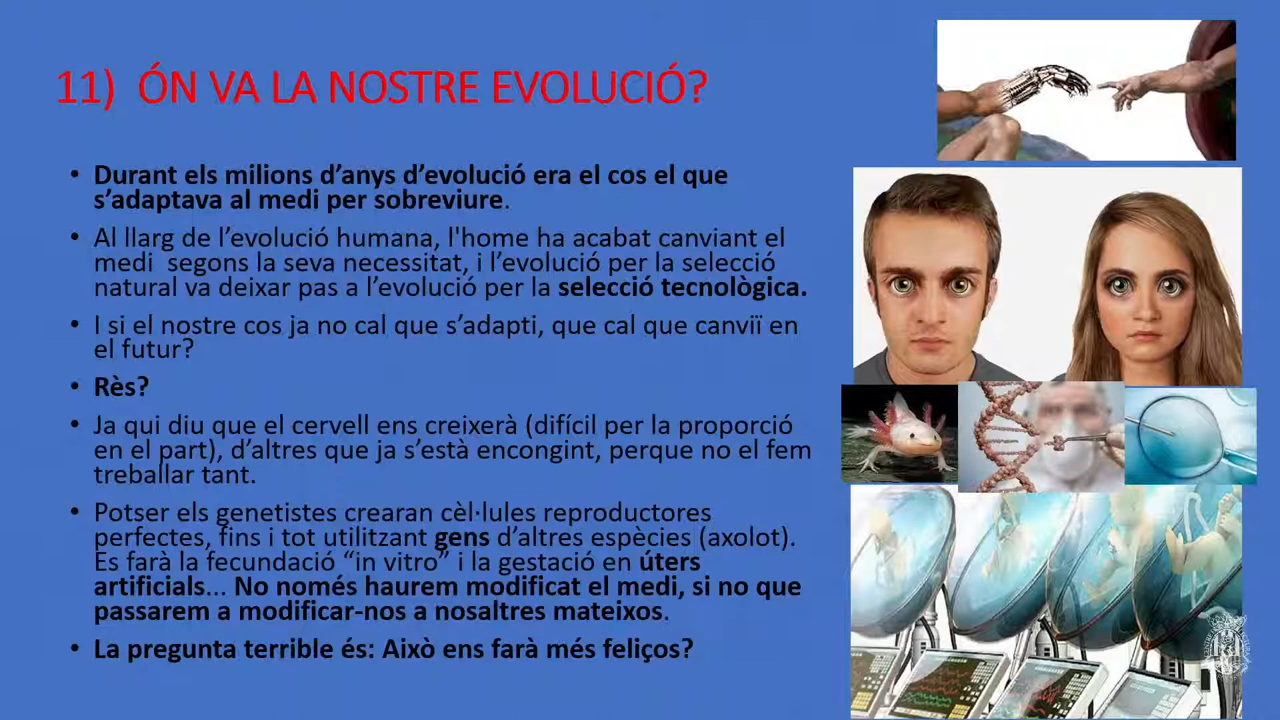 11) ÓN VA LA NOSTRE EVOLUCIÓ?
• Durant els milions d’anys d’evolució era el cos el que
s’adaptava al medi per sobreviure.
• Al llarg de l’evolució humana, l'home ha acabat canviant el
medi segons la seva necessitat, i l’evolució per la selecció
natural va deixar pas a l’evolució per la selecció tecnològica.
• I si el nostre cos ja no cal que s’adapti, que cal que canviï en
el futur?
• Rès?
• Ja qui diu que el cervell ens creixerà (difícil per la proporció
en el part), d’altres que ja s’està encongint, perque no el fem
treballar tant.
• Potser els genetistes crearan cèl·lules reproductores
perfectes, fins i tot utilitzant gens d’altres espècies (axolot).
Es farà la fecundació “in vitro” i la gestació en úters
artificials... No només haurem modificat el medi, si no que
passarem a modificar-nos a nosaltres mateixos.
• La pregunta terrible és: Això ens farà més feliços?